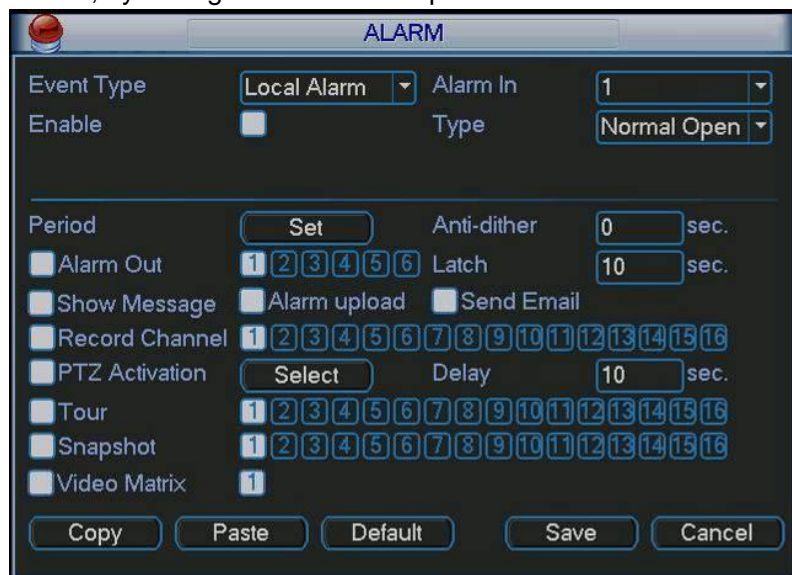 ALARM
Event Type Local Alarm Alarm In 1
Enable Type Normal Open
Period Set Anti-dither 0 sec.
Alarm Out 1 2 3 4 5 6 Latch 10 sec.
Show Message Alarm upload Send Email
Record Channel 1 2 3 4 5 6 7 8 9 10 11 12 13 14 15 16
PTZ Activation Select Delay 10 sec.
Tour 1 2 3 4 5 6 7 8 9 10 11 12 13 14 15 16
Snapshot 1 2 3 4 5 6 7 8 9 10 11 12 13 14 15 16
Video Matrix 1
Copy Paste Default Save Cancel